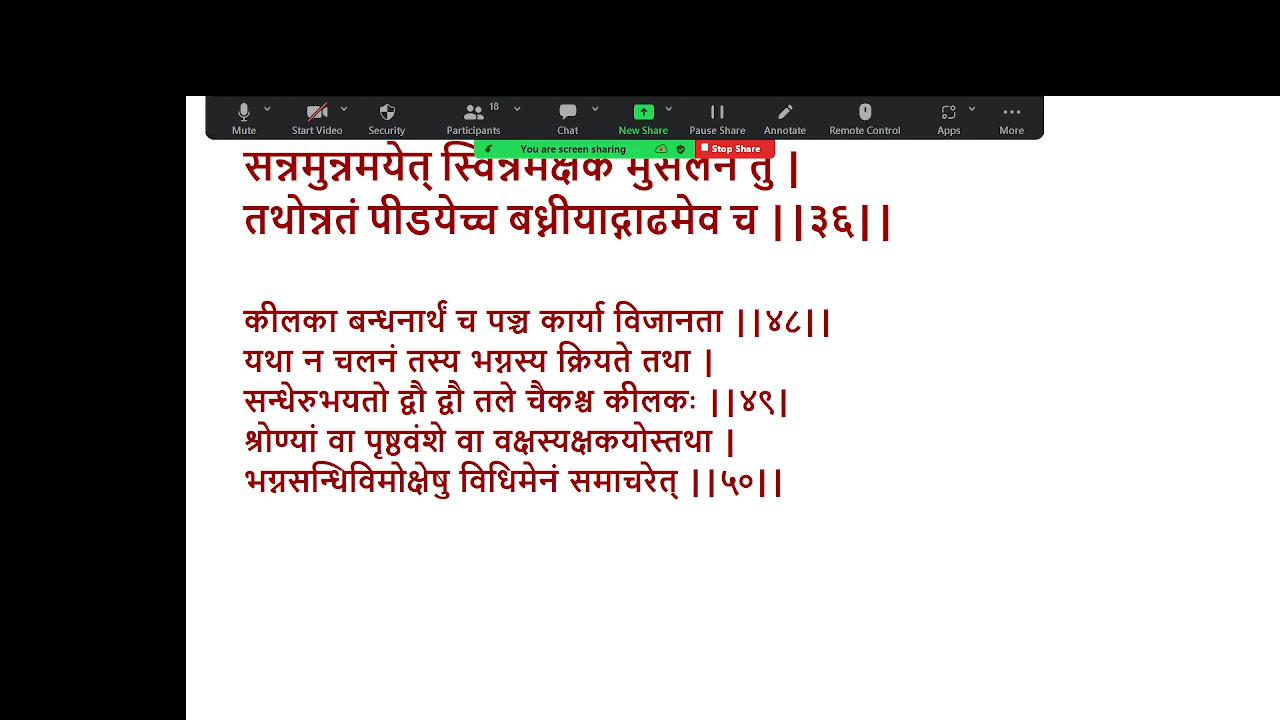 Mute
Start Video
Security
Participants
18
Chat
New Share
Pause Share
Annotate
Remote Control
Apps
More
You are screen sharing
Stop Share
सन्नमुन्नमयेत् स्विन्नमक्षकं मुसलेन तु |
तथोन्नतं पीडयेच्च बध्नीयाद्गाढमेव च ||३६||
कीलका बन्धनार्थं च पञ्च कार्या विजानता ||४८||
यथा न चलनं तस्य भग्नस्य क्रियते तथा |
सन्धेरुभयतो द्वौ द्वौ तले चैकश्च कीलकः ||४९|
श्रोण्यां वा पृष्ठवंशे वा वक्षस्यक्षकयोस्तथा |
भग्नसन्धिविमोक्षेषु विधिमेनं समाचरेत् ||५०||